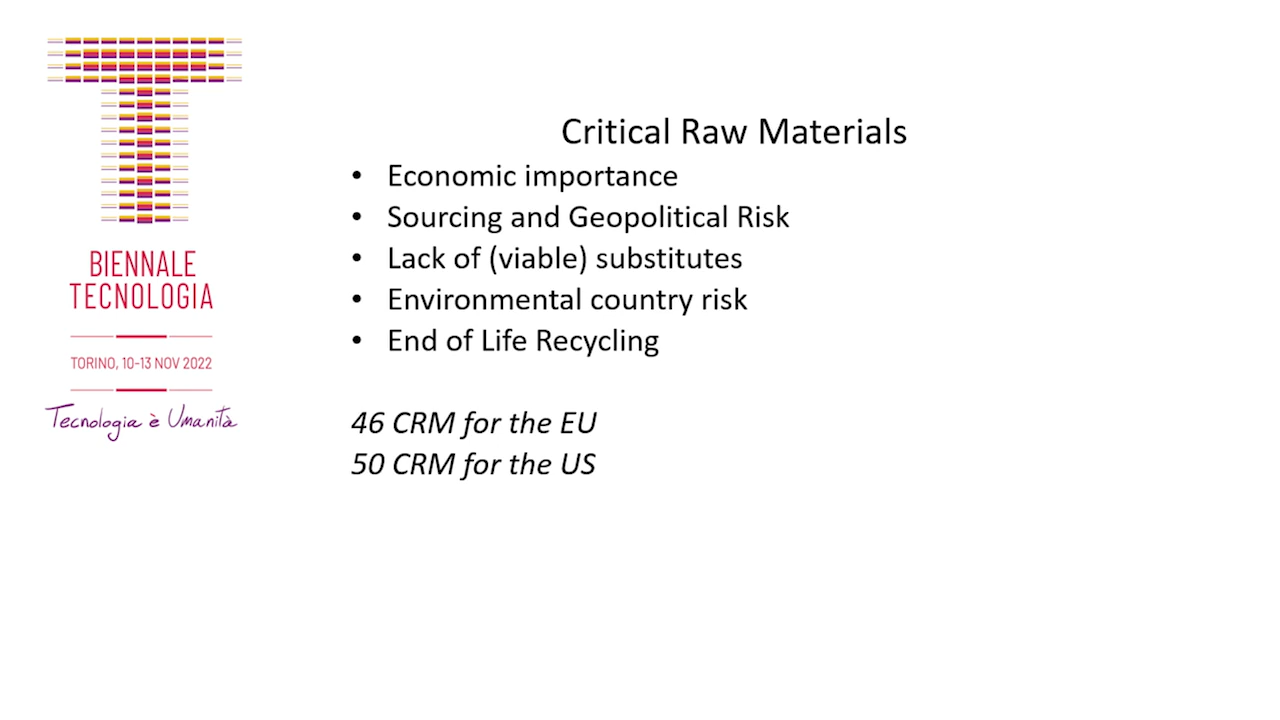 BIENNALE
TECNOLOGIA
TORINO, 10-13 NOV 2022
Tecnologia è Umanità
Critical Raw Materials
• Economic importance
• Sourcing and Geopolitical Risk
• Lack of (viable) substitutes
• Environmental country risk
• End of Life Recycling
46 CRM for the EU
50 CRM for the US